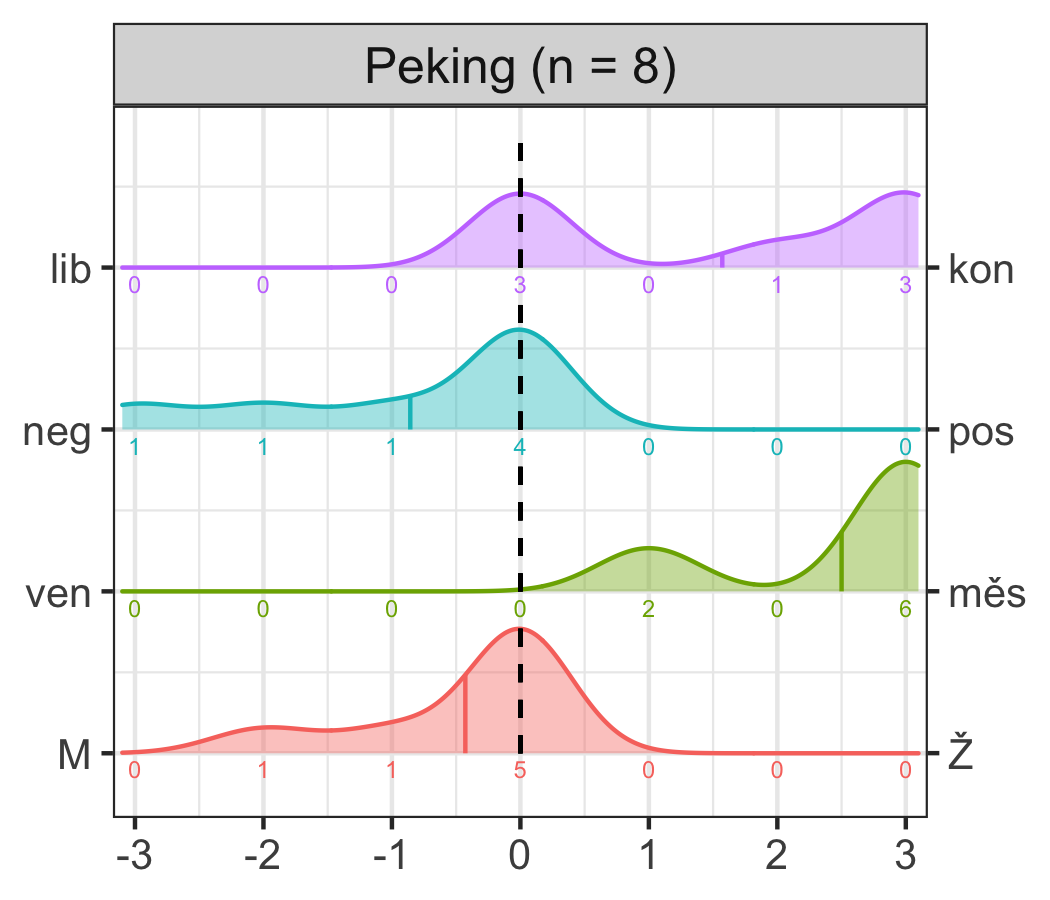 Peking (n = 8)
lib kon
0 0 0 3 0 1 3
neg pos
1 1 1 4 0 0 0
ven měs
0 0 0 0 2 0 6
M Ž
0 1 1 5 0 0 0
-3 -2 -1 0 1 2 3